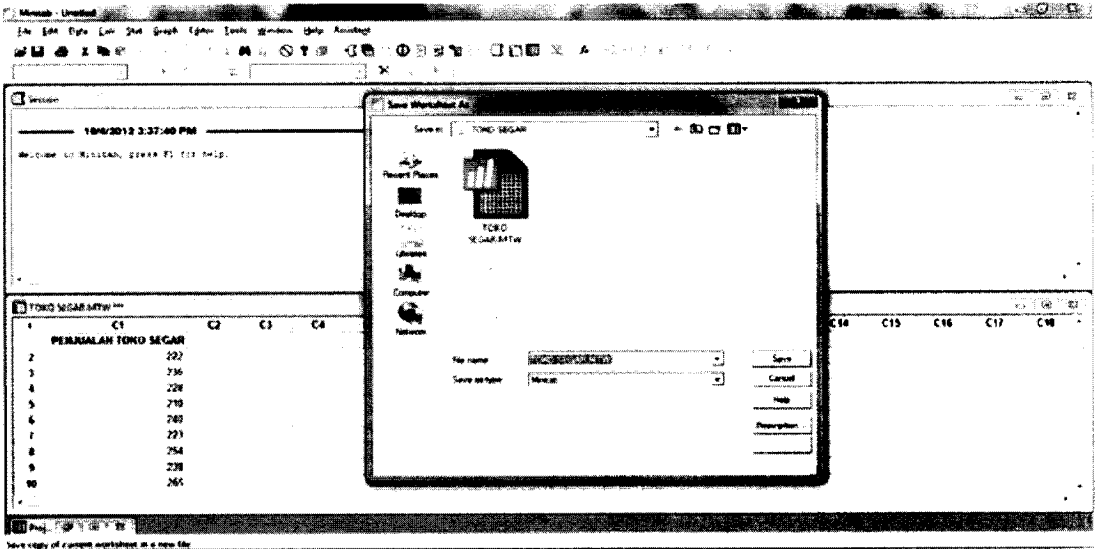 Minitab - Untitled
File Edit Data Calc Stat Graph Editor Tools Window Help Assistant
Session
10/4/2012 3:37:40 PM
Welcome to Minitab, press F1 for help.
Save Worksheet As
Save in: TOKO SEGAR
Recent Places
Desktop
Libraries
Computer
Network
TOKO
SEGAR.MTW
File name:
Save as type: Minitab
Save
Cancel
Help
Description...
TOKO SEGAR.MTW ***
C1 C2 C3 C4 C14 C15 C16 C17 C18
PENJUALAN TOKO SEGAR
2 222
3 236
4 228
5 210
6 240
7 223
8 254
9 238
10 265
Proj...
Save copy of current worksheet in a new file